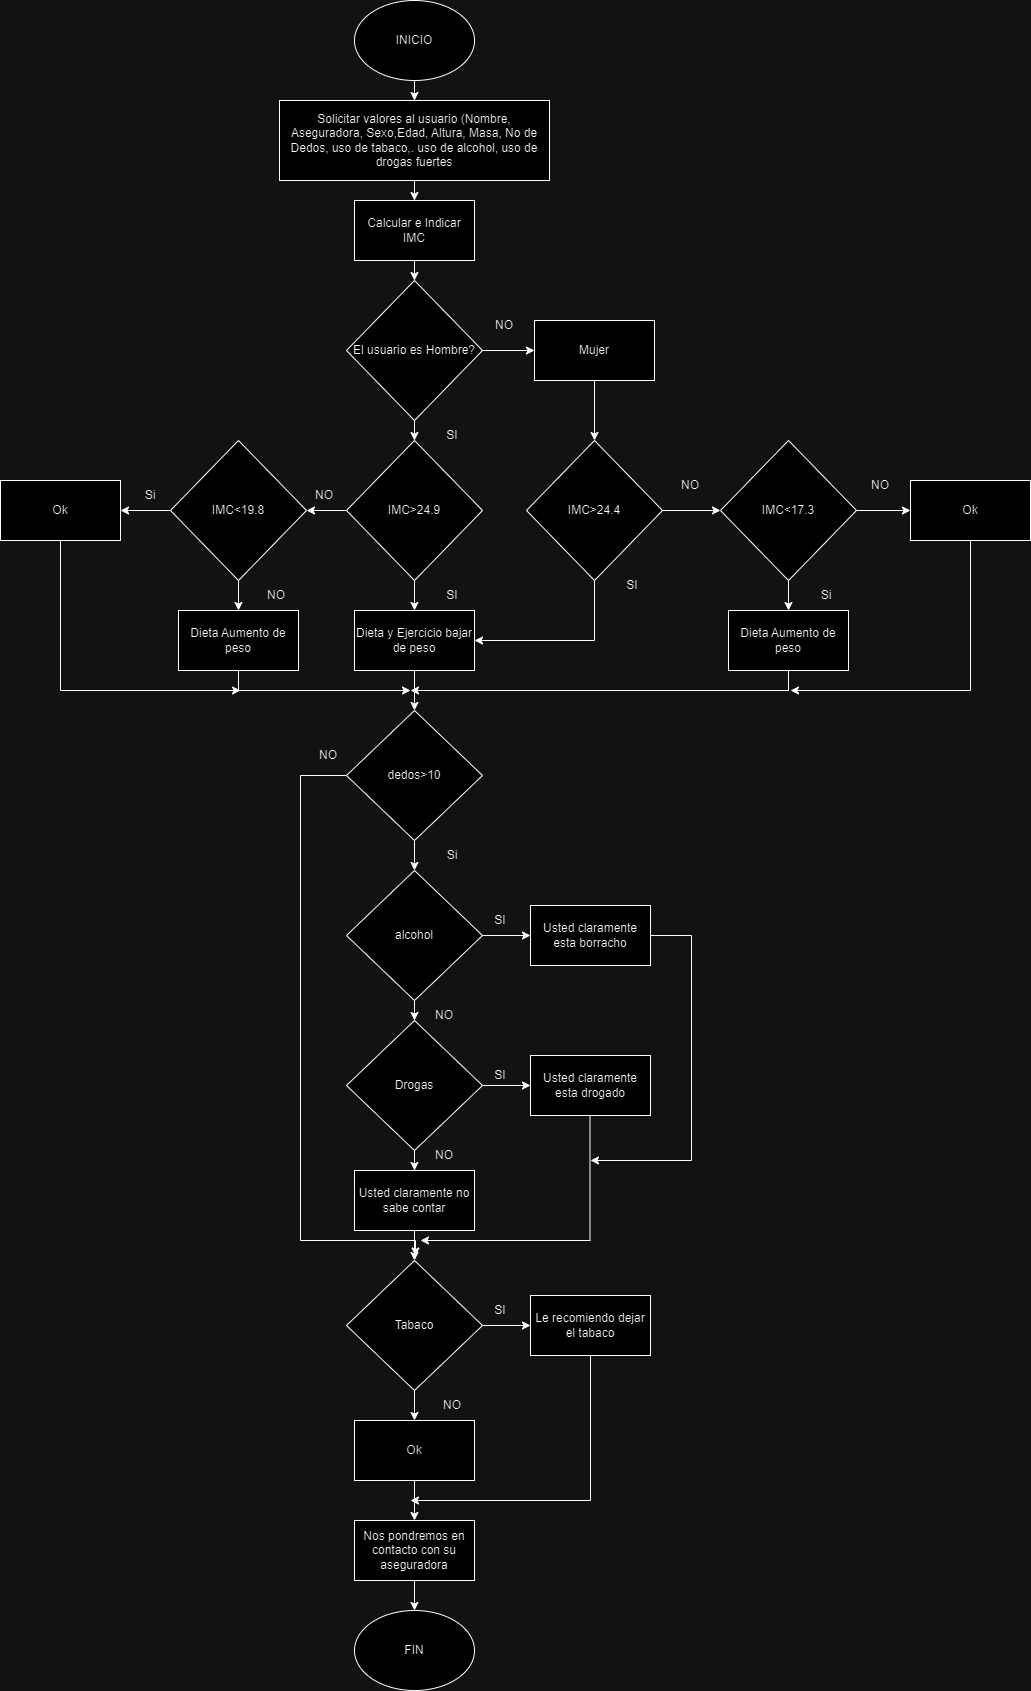 INICIO
Solicitar valores al usuario (Nombre,
Aseguradora, Sexo,Edad, Altura, Masa, No de
Dedos, uso de tabaco,. uso de alcohol, uso de
drogas fuertes
Calcular e Indicar
IMC
El usuario es Hombre?
NO
Mujer
SI
Ok
Si
IMC<19.8
NO
IMC>24.9
IMC>24.4
NO
IMC<17.3
NO
Ok
NO
SI
SI
Si
Dieta Aumento de
peso
Dieta y Ejercicio bajar
de peso
Dieta Aumento de
peso
NO
dedos>10
Si
alcohol
SI
Usted claramente
esta borracho
NO
Drogas
SI
Usted claramente
esta drogado
NO
Usted claramente no
sabe contar
Tabaco
SI
Le recomiendo dejar
el tabaco
NO
Ok
Nos pondremos en
contacto con su
aseguradora
FIN